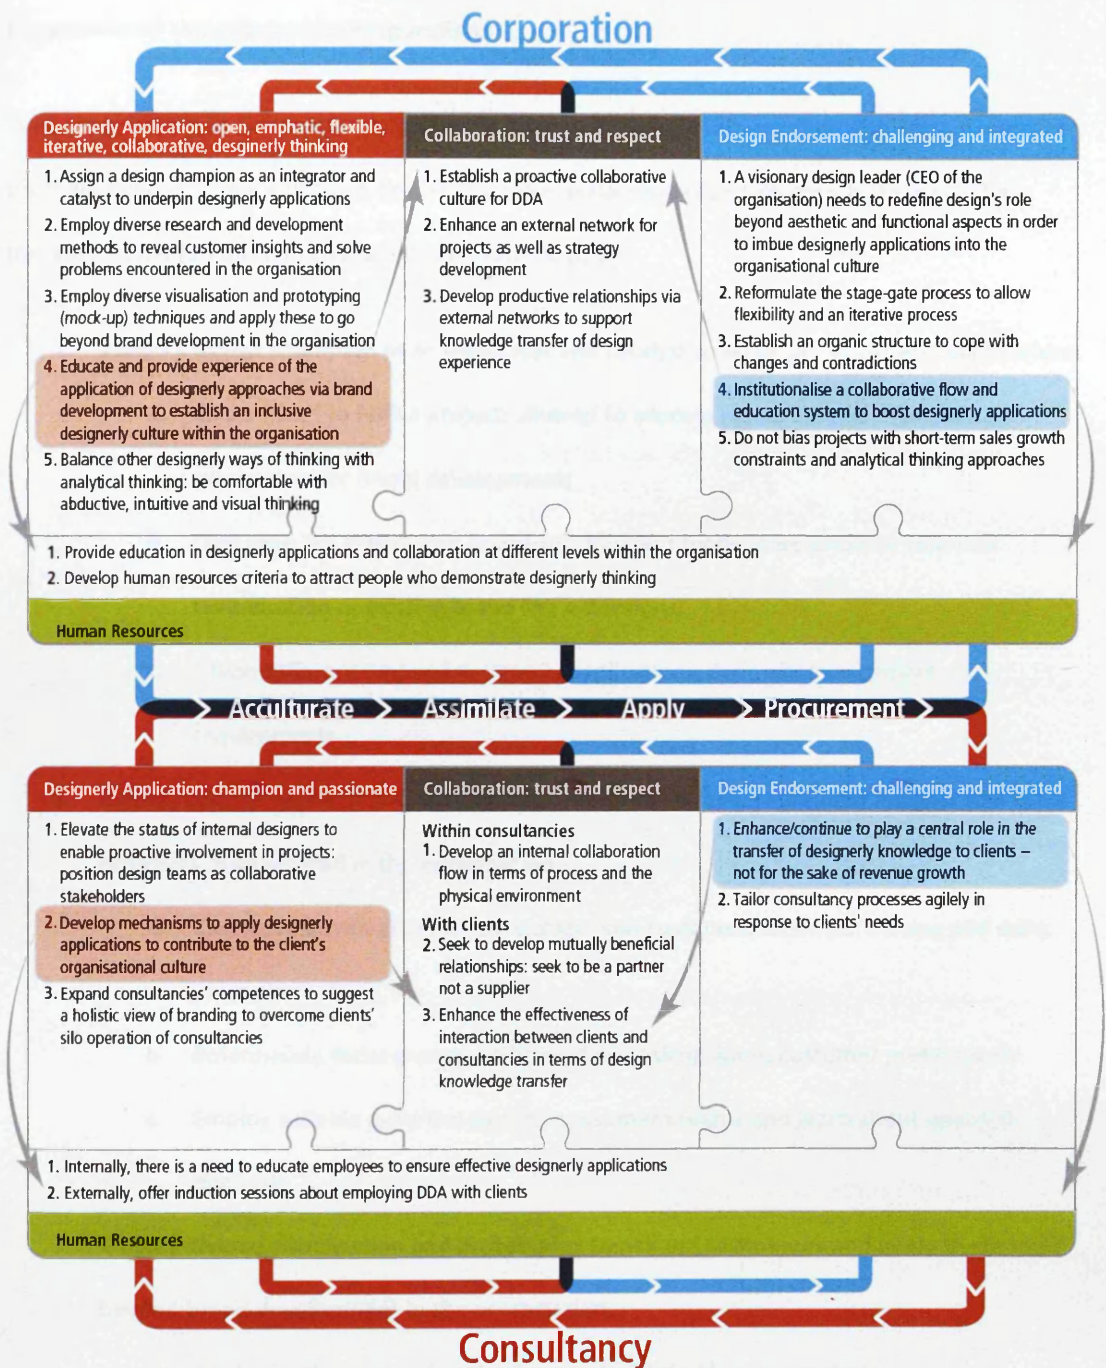 Corporation
Designerly Application: open, emphatic, flexible,
iterative, collaborative, desginerly thinking
1. Assign a design champion as an integrator and
catalyst to underpin designerly applications
2. Employ diverse research and development
methods to reveal customer insights and solve
problems encountered in the organisation
3. Employ diverse visualisation and prototyping
(mock-up) techniques and apply these to go
beyond brand development in the organisation
4. Educate and provide experience of the
application of designerly approaches via brand
development to establish an inclusive
designerly culture within the organisation
5. Balance other designerly ways of thinking with
analytical thinking: be comfortable with
abductive, intuitive and visual thinking
Collaboration: trust and respect
1. Establish a proactive collaborative
culture for DDA
2. Enhance an external network for
projects as well as strategy
development
3. Develop productive relationships via
external networks to support
knowledge transfer of design
experience
Design Endorsement: challenging and integrated
1. A visionary design leader (CEO of the
organisation) needs to redefine design's role
beyond aesthetic and functional aspects in order
to imbue designerly applications into the
organisational culture
2. Reformulate the stage-gate process to allow
flexibility and an iterative process
3. Establish an organic structure to cope with
changes and contradictions
4. Institutionalise a collaborative flow and
education system to boost designerly applications
5. Do not bias projects with short-term sales growth
constraints and analytical thinking approaches
1. Provide education in designerly applications and collaboration at different levels within the organisation
2. Develop human resources criteria to attract people who demonstrate designerly thinking
Human Resources
Acculturate Assimilate Apply Procurement
Designerly Application: champion and passionate
1. Elevate the status of internal designers to
enable proactive involvement in projects:
position design teams as collaborative
stakeholders
2. Develop mechanisms to apply designerly
applications to contribute to the client's
organisational culture
3. Expand consultancies' competences to suggest
a holistic view of branding to overcome clients'
silo operation of consultancies
Collaboration: trust and respect
Within consultancies
1. Develop an internal collaboration
flow in terms of process and the
physical environment
With clients
2. Seek to develop mutually beneficial
relationships: seek to be a partner
not a supplier
3. Enhance the effectiveness of
interaction between clients and
consultancies in terms of design
knowledge transfer
Design Endorsement: challenging and integrated
1. Enhance/continue to play a central role in the
transfer of designerly knowledge to clients –
not for the sake of revenue growth
2. Tailor consultancy processes agilely in
response to clients' needs
1. Internally, there is a need to educate employees to ensure effective designerly applications
2. Externally, offer induction sessions about employing DDA with clients
Human Resources
Consultancy